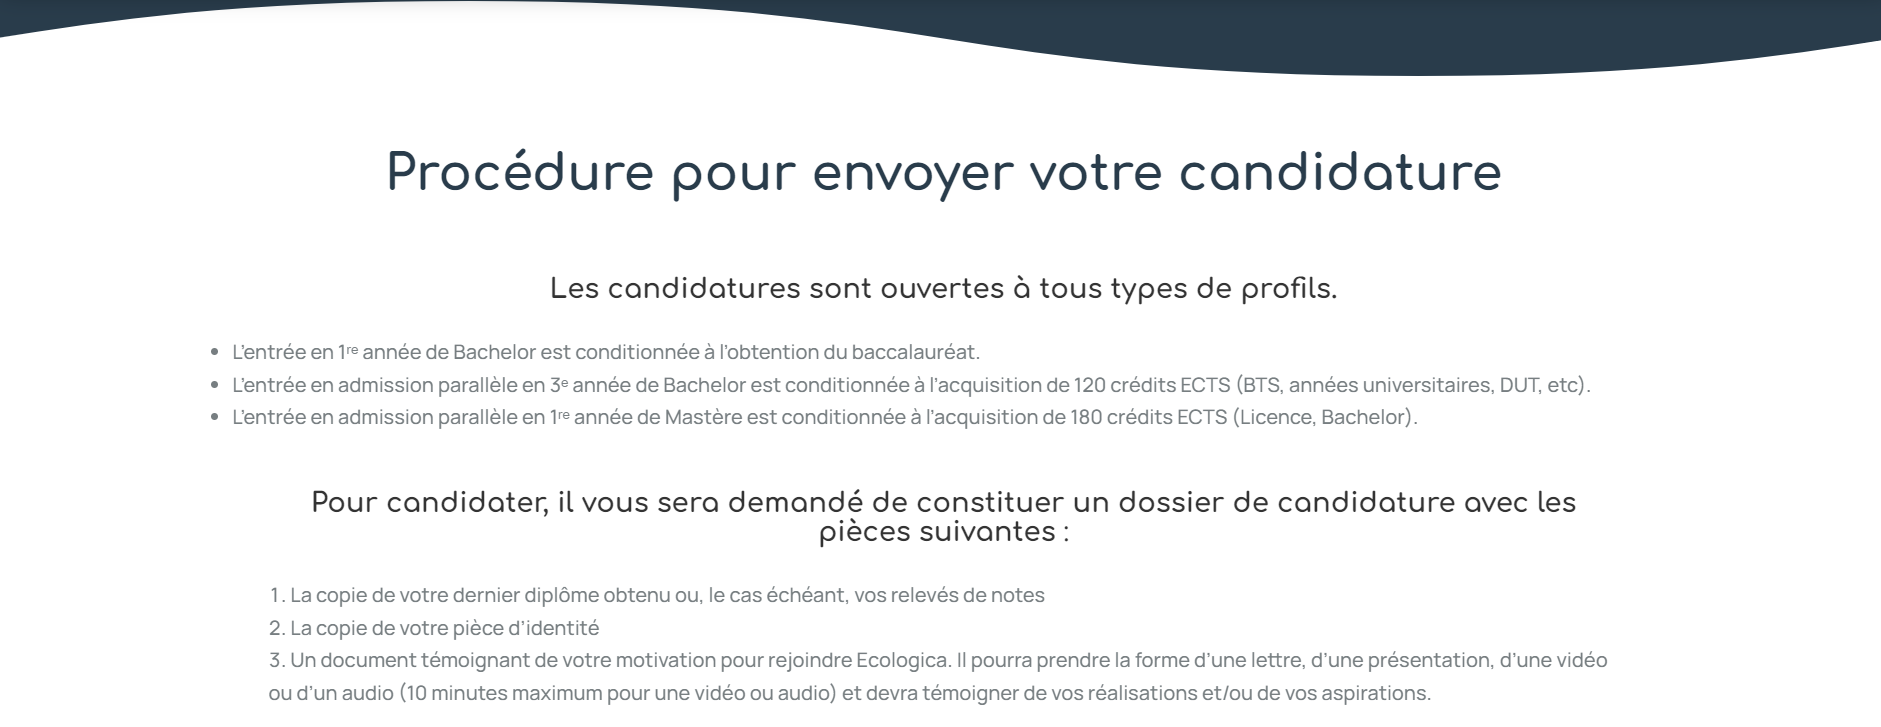 Procédure pour envoyer votre candidature
Les candidatures sont ouvertes à tous types de profils.
• L’entrée en 1ʳᵉ année de Bachelor est conditionnée à l’obtention du baccalauréat.
• L’entrée en admission parallèle en 3ᵉ année de Bachelor est conditionnée à l’acquisition de 120 crédits ECTS (BTS, années universitaires, DUT, etc).
• L’entrée en admission parallèle en 1ʳᵉ année de Mastère est conditionnée à l’acquisition de 180 crédits ECTS (Licence, Bachelor).
Pour candidater, il vous sera demandé de constituer un dossier de candidature avec les
pièces suivantes :
1. La copie de votre dernier diplôme obtenu ou, le cas échéant, vos relevés de notes
2. La copie de votre pièce d’identité
3. Un document témoignant de votre motivation pour rejoindre Ecologica. Il pourra prendre la forme d’une lettre, d’une présentation, d’une vidéo
ou d’un audio (10 minutes maximum pour une vidéo ou audio) et devra témoigner de vos réalisations et/ou de vos aspirations.